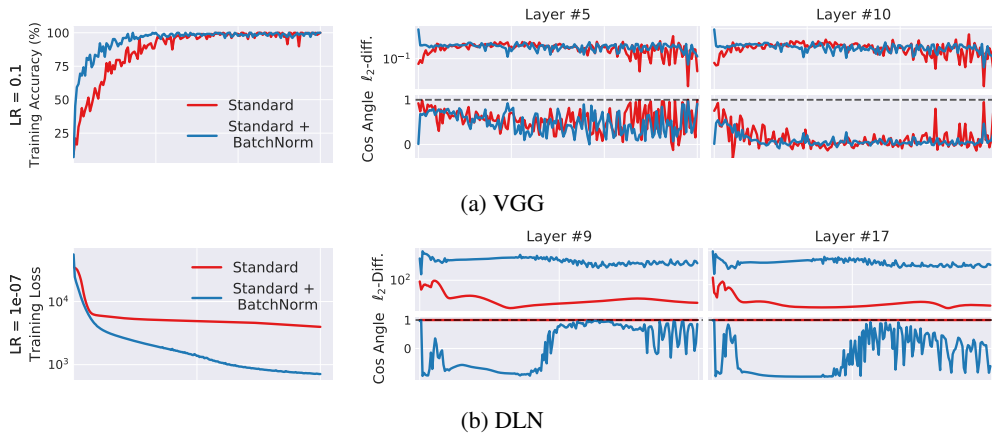 Layer #5
Layer #10
LR = 0.1
Training Accuracy (%)
100
75
50
25
Standard
Standard +
BatchNorm
ℓ₂-diff.
10⁻¹
Cos Angle
1
0
(a) VGG
Layer #9
Layer #17
LR = 1e-07
Training Loss
10⁴
10³
Standard
Standard +
BatchNorm
ℓ₂-Diff.
10²
Cos Angle
1
0
(b) DLN